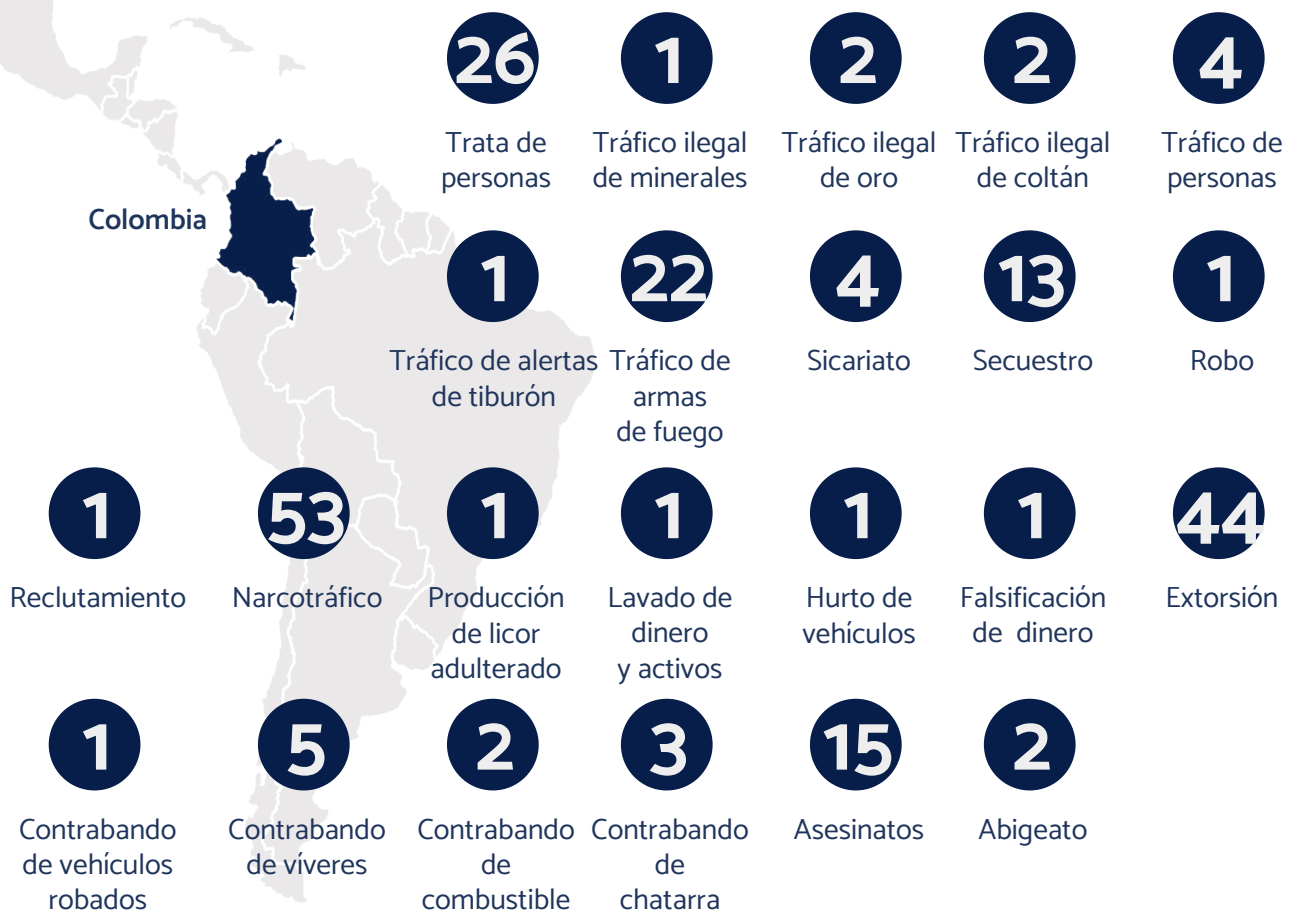 26
Trata de
personas
1
Tráfico ilegal
de minerales
2
Tráfico ilegal
de oro
2
Tráfico ilegal
de coltán
4
Tráfico de
personas
Colombia
1
Tráfico de alertas
de tiburón
22
Tráfico de
armas
de fuego
4
Sicariato
13
Secuestro
1
Robo
1
Reclutamiento
53
Narcotráfico
1
Producción
de licor
adulterado
1
Lavado de
dinero
y activos
1
Hurto de
vehículos
1
Falsificación
de dinero
44
Extorsión
1
Contrabando
de vehículos
robados
5
Contrabando
de víveres
2
Contrabando
de
combustible
3
Contrabando
de
chatarra
15
Asesinatos
2
Abigeato